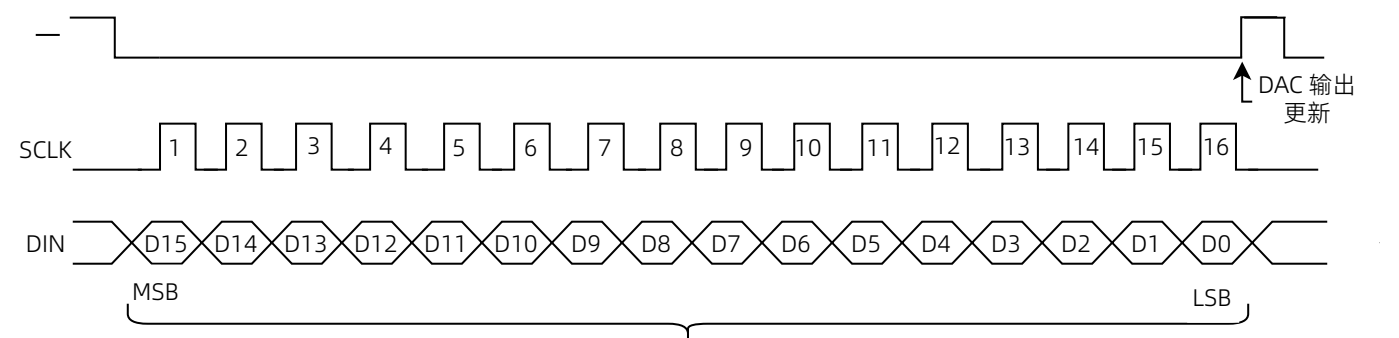 DAC 输出
更新
SCLK 1 2 3 4 5 6 7 8 9 10 11 12 13 14 15 16
DIN D15 D14 D13 D12 D11 D10 D9 D8 D7 D6 D5 D4 D3 D2 D1 D0
MSB LSB